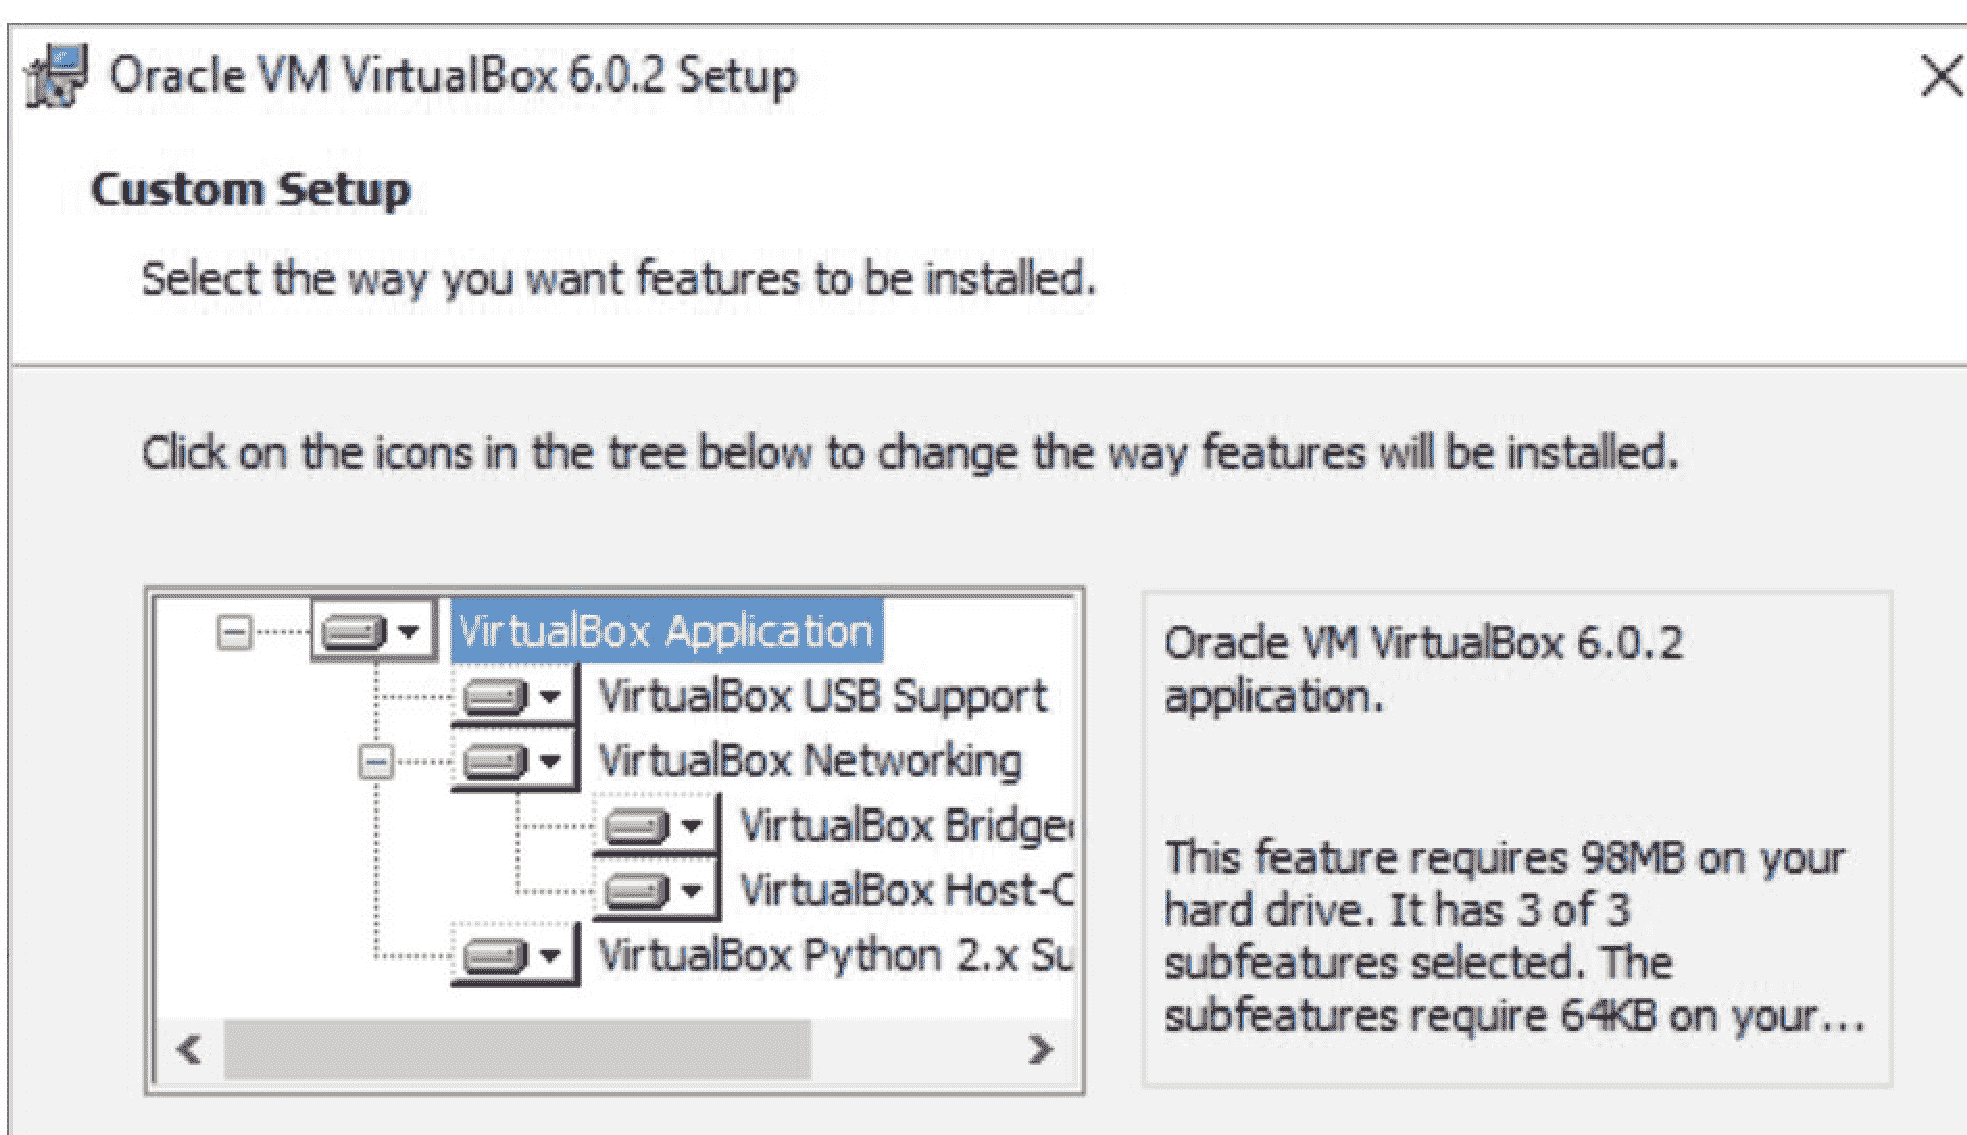 Oracle VM VirtualBox 6.0.2 Setup
Custom Setup
Select the way you want features to be installed.
Click on the icons in the tree below to change the way features will be installed.
VirtualBox Application
VirtualBox USB Support
VirtualBox Networking
VirtualBox Bridge
VirtualBox Host-
VirtualBox Python 2.x Su
Oracle VM VirtualBox 6.0.2
application.
This feature requires 98MB on your
hard drive. It has 3 of 3
subfeatures selected. The
subfeatures require 64KB on your...